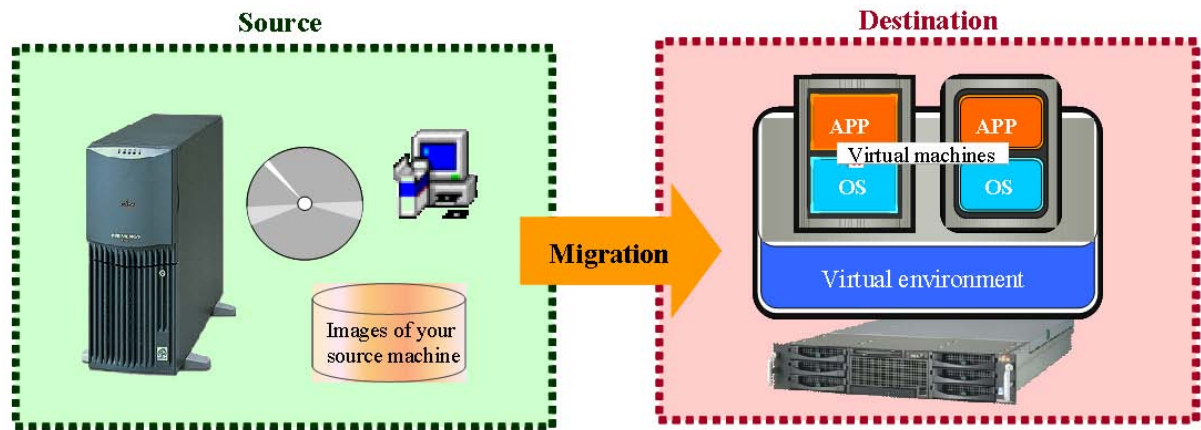 Source
Destination
APP
APP
Virtual machines
OS
OS
Migration
Virtual environment
Images of your
source machine